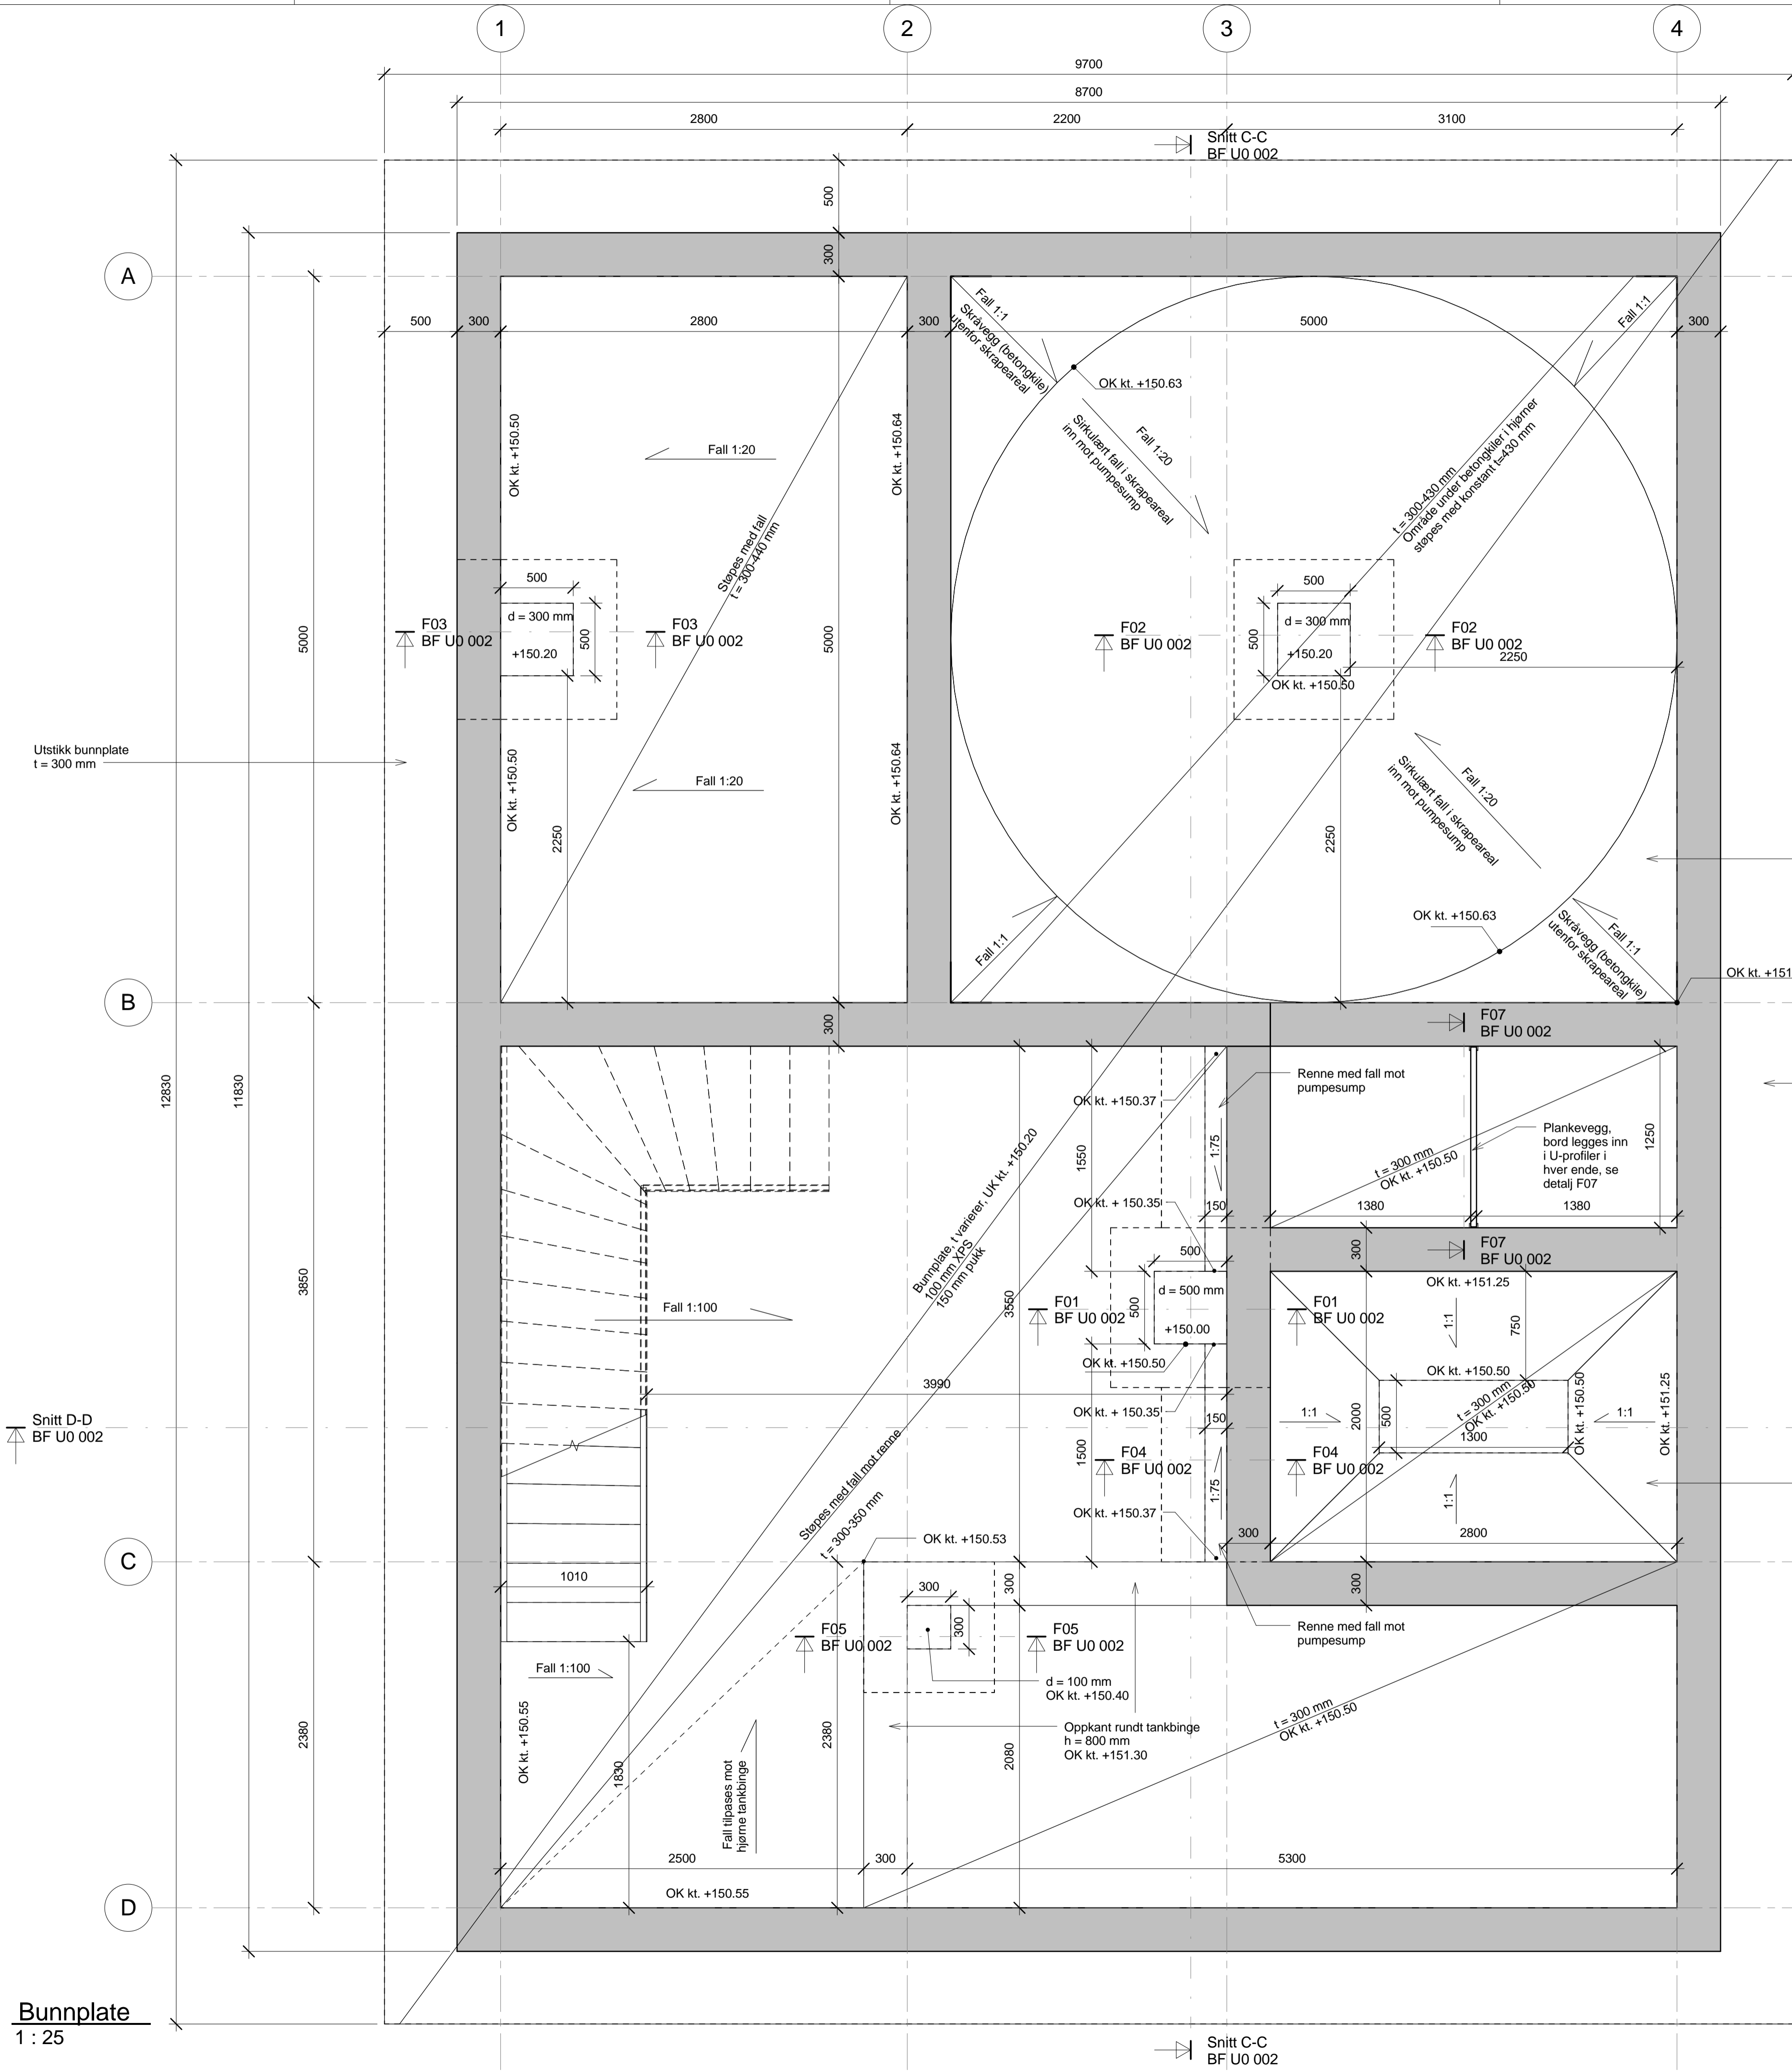 1
2
3
4
9700
8700
2800
2200
3100
Snitt C-C
BF U0 002
500
300
A
500
300
2800
300
5000
300
Fall 1:1
Skråvegg (betongkile)
utenfor skrapeareal
Fall 1:1
OK kt. +150.63
OK kt. +150.50
Fall 1:20
OK kt. +150.64
Fall 1:20
Sirkulært fall i skrapeareal
inn mot pumpesump
t = 300-430 mm
Område under betongkiler i hjørner
støpes med konstant t=430 mm
Støpes med fall
t = 300-440 mm
500
d = 300 mm
500
+150.20
F03
BF U0 002
F03
BF U0 002
5000
5000
F02
BF U0 002
500
d = 300 mm
500
+150.20
OK kt. +150.50
F02
BF U0 002
2250
Utstikk bunnplate
t = 300 mm
OK kt. +150.50
Fall 1:20
OK kt. +150.64
2250
2250
Fall 1:20
Sirkulært fall i skrapeareal
inn mot pumpesump
OK kt. +150.63
Fall 1:1
Fall 1:1
Skråvegg (betongkile)
utenfor skrapeareal
OK kt. +151
B
300
F07
BF U0 002
12830
11830
OK kt. +150.37
Renne med fall mot
pumpesump
1550
1:75
Plankevegg,
bord legges inn
i U-profiler i
hver ende, se
detalj F07
1250
t = 300 mm
OK kt. +150.50
Bunnplate, t varierer, UK kt. +150.20
100 mm XPS
150 mm pukk
OK kt. + 150.35
150
1380
1380
3850
300
F07
BF U0 002
Fall 1:100
3550
500
d = 500 mm
500
+150.00
F01
BF U0 002
F01
BF U0 002
OK kt. +151.25
1:1
750
OK kt. +150.50
OK kt. +150.50
3990
OK kt. + 150.35
150
1:1
2000
500
t = 300 mm
OK kt. +150.50
1300
OK kt. +150.50
1:1
OK kt. +151.25
Snitt D-D
BF U0 002
Støpes med fall mot renne
t = 300-350 mm
1500
F04
BF U0 002
F04
BF U0 002
1:75
1:1
OK kt. +150.37
OK kt. +150.53
300
2800
C
1010
300
300
300
300
F05
BF U0 002
F05
BF U0 002
Renne med fall mot
pumpesump
Fall 1:100
d = 100 mm
OK kt. +150.40
OK kt. +150.55
2380
2380
1830
2080
Oppkant rundt tankbinge
h = 800 mm
OK kt. +151.30
t = 300 mm
OK kt. +150.50
Fall tilpases mot
hjørne tankbinge
2500
300
5300
OK kt. +150.55
D
Bunnplate
1 : 25
Snitt C-C
BF U0 002